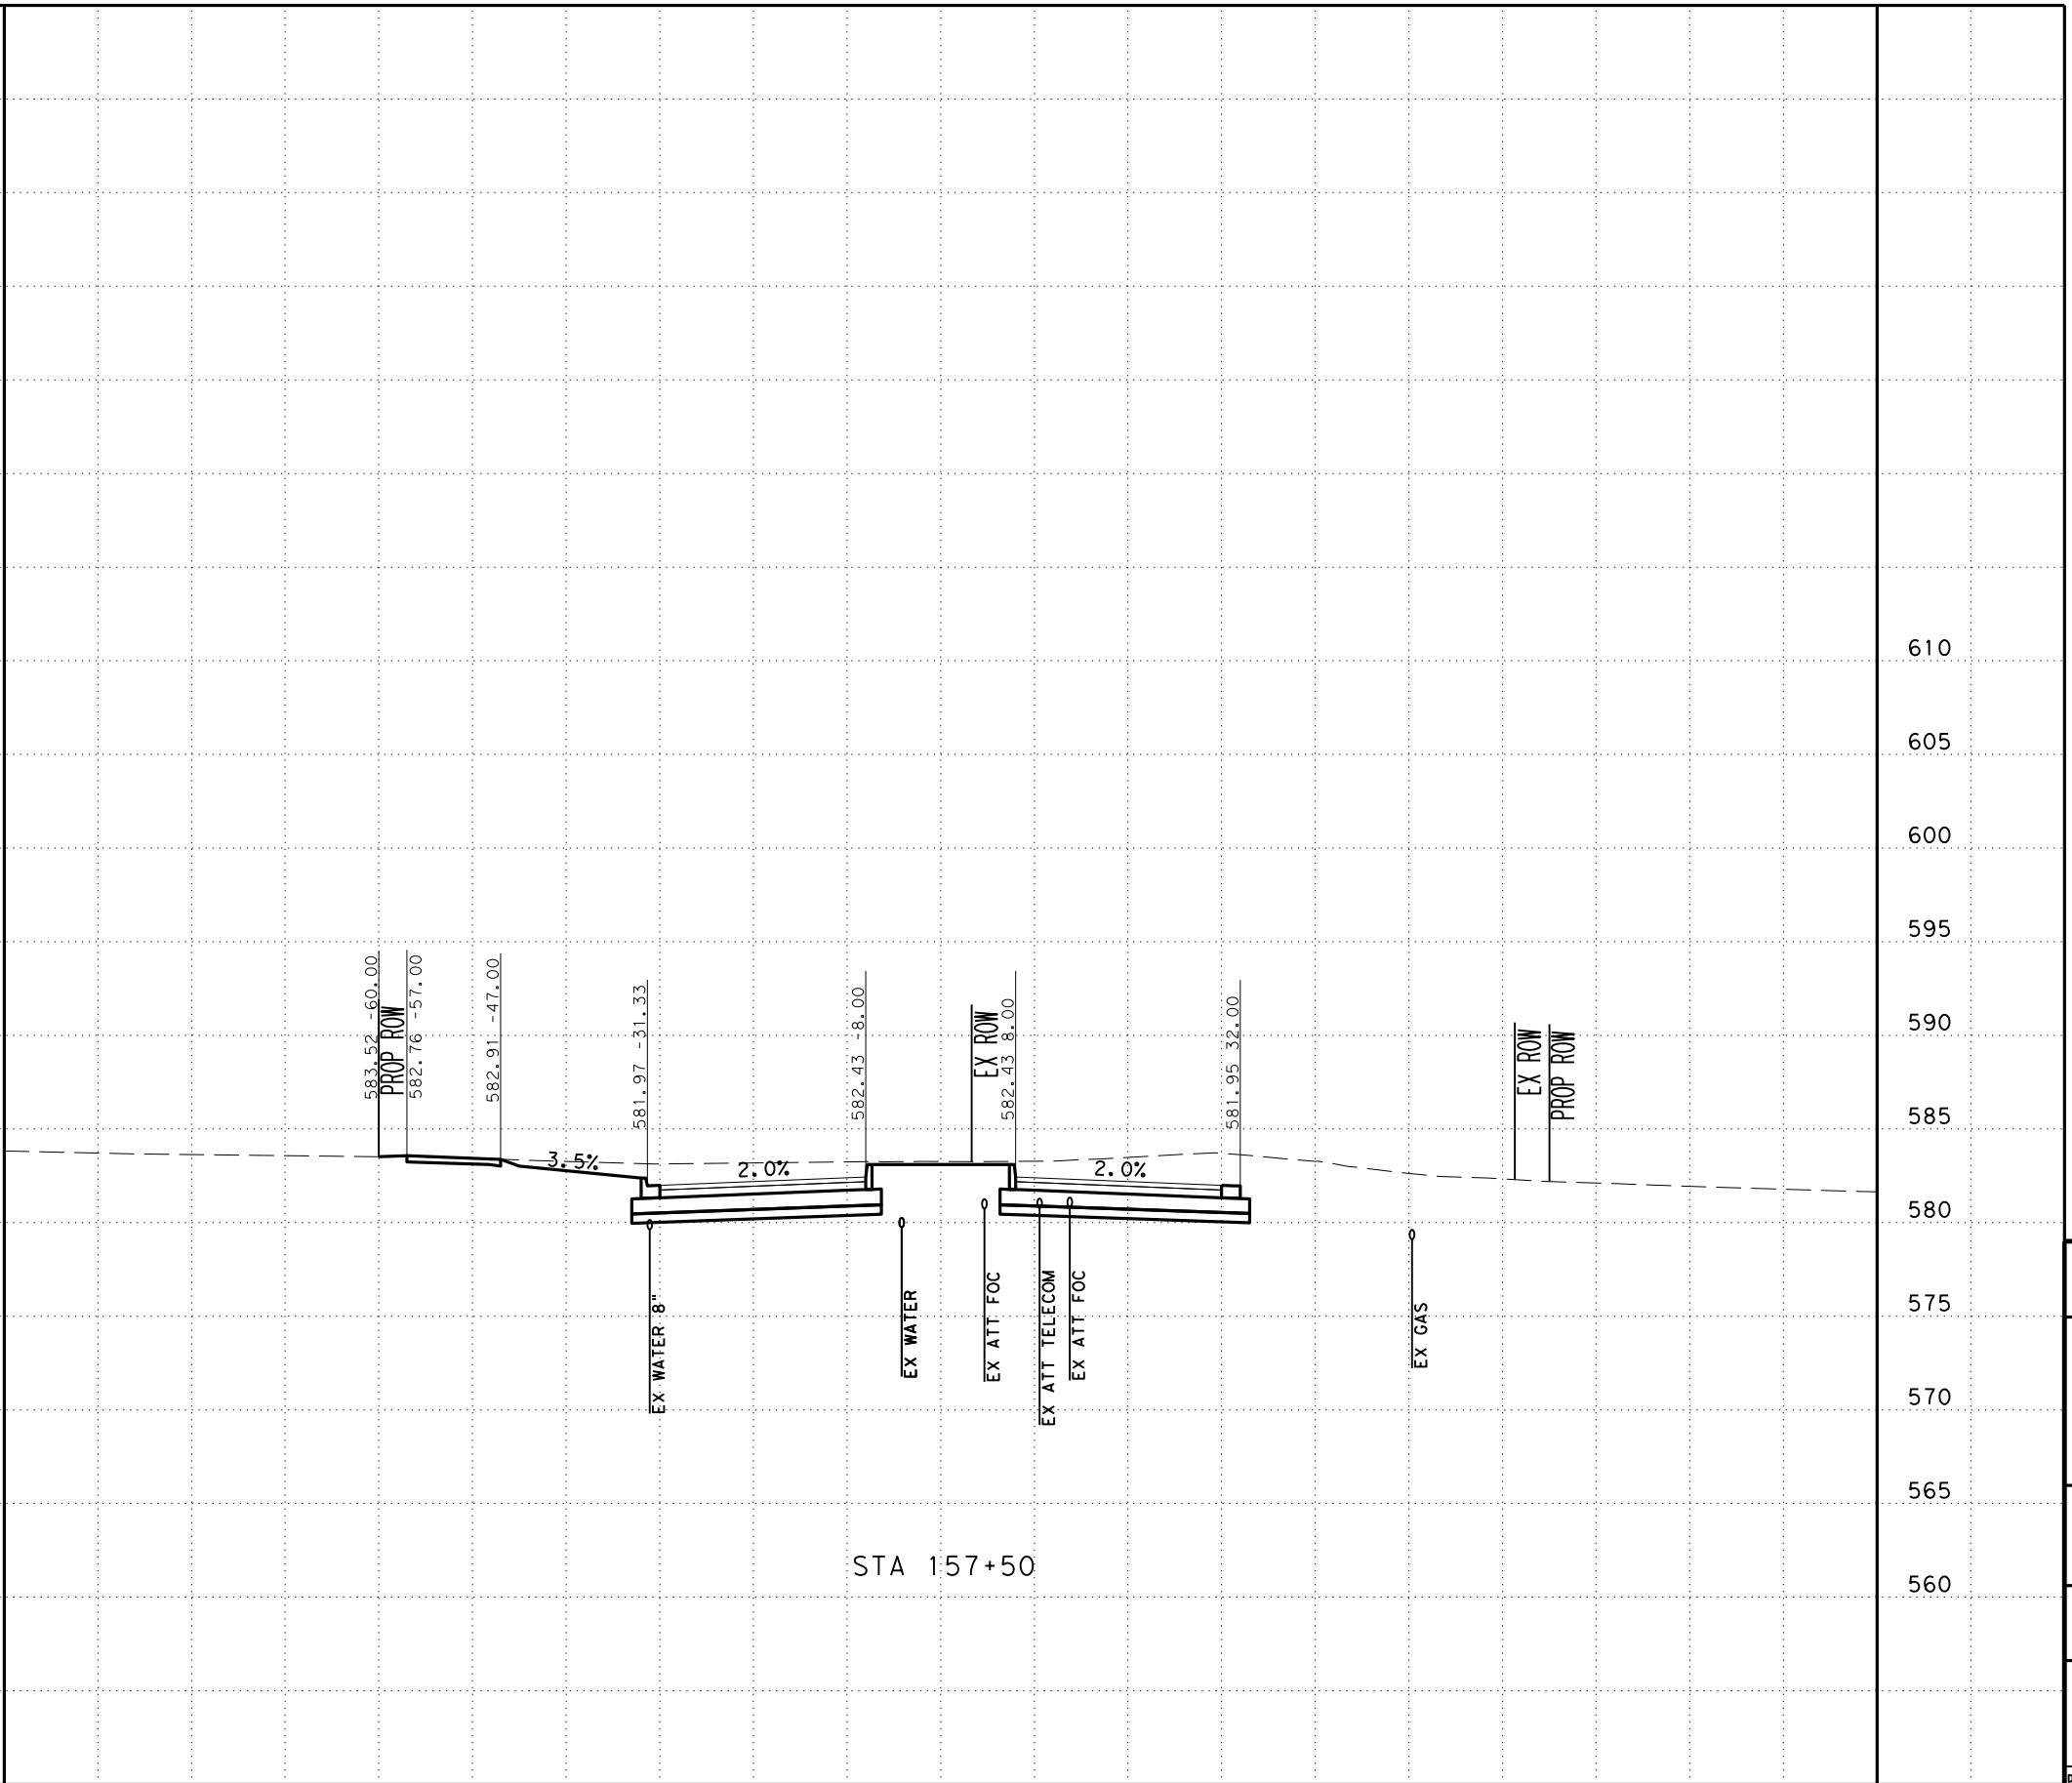 610
605
600
595
590
585
580
575
570
565
560
583.52 -60.00
PROP ROW
582.76 -57.00
582.91 -47.00
581.97 -31.33
582.43 -8.00
EX ROW
582.43 8.00
581.95 32.00
EX ROW
PROP ROW
3.5%
2.0%
2.0%
EX WATER 8"
EX WATER
EX ATT FOC
EX ATT TELECOM
EX ATT FOC
EX GAS
STA 157+50